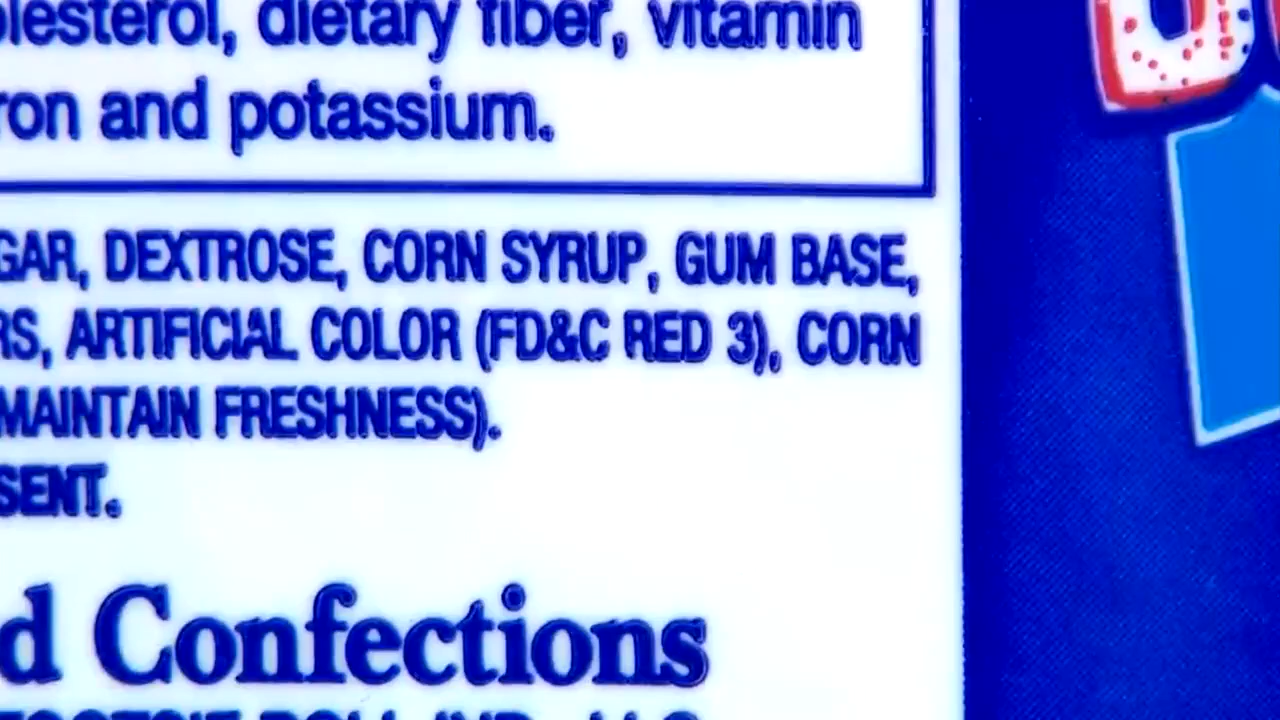 olesterol, dietary fiber, vitamin
ron and potassium.
GAR, DEXTROSE, CORN SYRUP, GUM BASE,
RS, ARTIFICIAL COLOR (FD&C RED 3), CORN
MAINTAIN FRESHNESS).
SENT.
d Confections